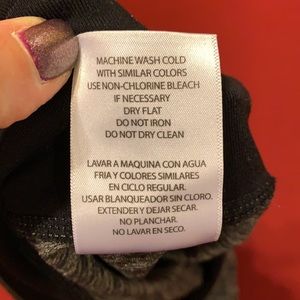 MACHINE WASH COLD
WITH SIMILAR COLORS
USE NON-CHLORINE BLEACH
IF NECESSARY
DRY FLAT
DO NOT IRON
DO NOT DRY CLEAN
LAVAR A MAQUINA CON AGUA
FRIA Y COLORES SIMILARES
EN CICLO REGULAR.
USAR BLANQUEADOR SIN CLORO.
EXTENDER Y DEJAR SECAR.
NO PLANCHAR.
NO LAVAR EN SECO.